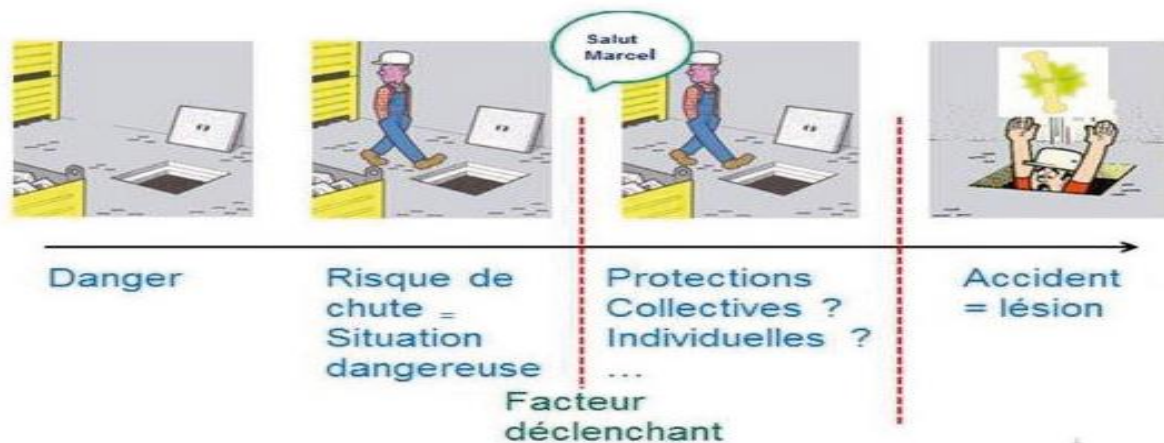 Salut
Marcel
Danger
Risque de
chute =
Situation
dangereuse
Protections
Collectives ?
Individuelles ?
...
Accident
= lésion
Facteur
déclenchant